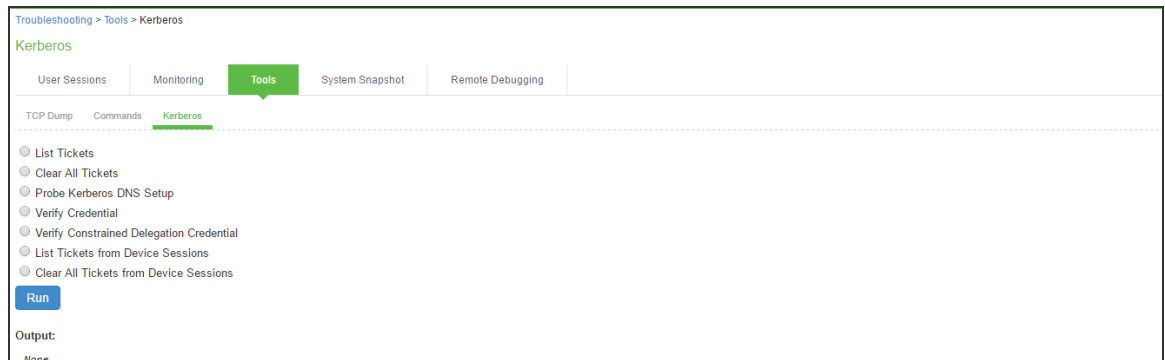 Troubleshooting > Tools > Kerberos
Kerberos
User Sessions Monitoring Tools System Snapshot Remote Debugging
TCP Dump Commands Kerberos
List Tickets
Clear All Tickets
Probe Kerberos DNS Setup
Verify Credential
Verify Constrained Delegation Credential
List Tickets from Device Sessions
Clear All Tickets from Device Sessions
Run
Output:
None